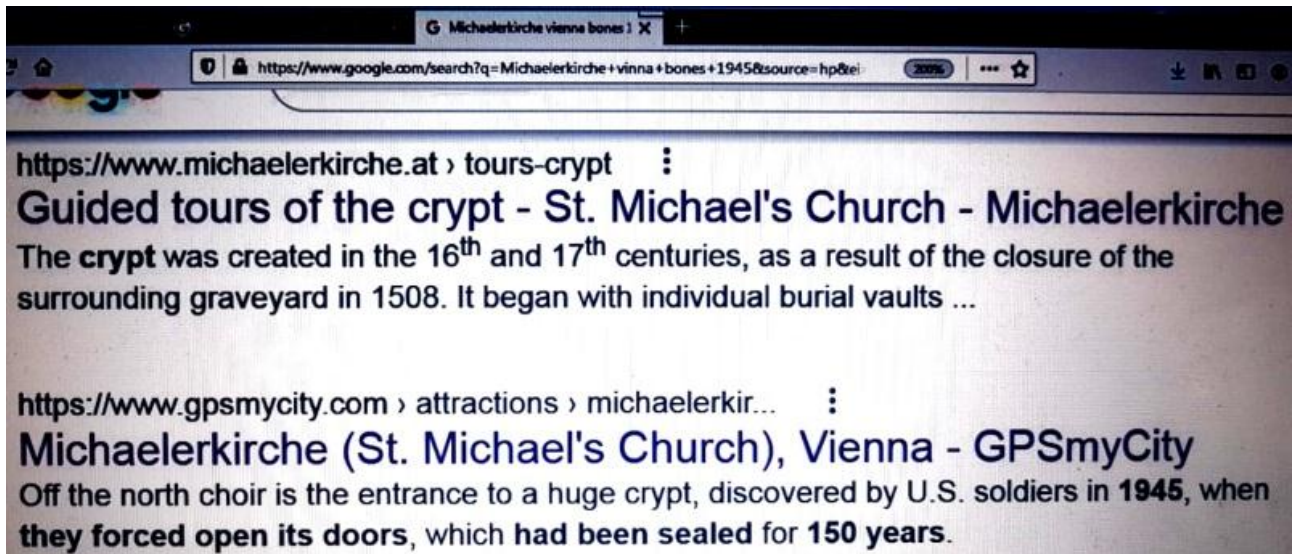 G Michaelerkirche vienna bones 1 X +
https://www.google.com/search?q=Michaelerkirche+vinna+bones+1945&source=hp&ei 200%
https://www.michaelerkirche.at › tours-crypt
Guided tours of the crypt - St. Michael's Church - Michaelerkirche
The crypt was created in the 16th and 17th centuries, as a result of the closure of the
surrounding graveyard in 1508. It began with individual burial vaults ...
https://www.gpsmycity.com › attractions › michaelerkir...
Michaelerkirche (St. Michael's Church), Vienna - GPSmyCity
Off the north choir is the entrance to a huge crypt, discovered by U.S. soldiers in 1945, when
they forced open its doors, which had been sealed for 150 years.